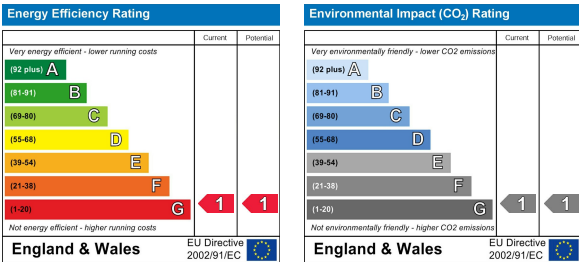 Energy Efficiency Rating
Current Potential
Very energy efficient - lower running costs
(92 plus) A
(81-91) B
(69-80) C
(55-68) D
(39-54) E
(21-38) F
(1-20) G 1 1
Not energy efficient - higher running costs
England & Wales
EU Directive
2002/91/EC
Environmental Impact (CO₂) Rating
Current Potential
Very environmentally friendly - lower CO2 emissions
(92 plus) A
(81-91) B
(69-80) C
(55-68) D
(39-54) E
(21-38) F
(1-20) G 1 1
Not environmentally friendly - higher CO2 emissions
England & Wales
EU Directive
2002/91/EC